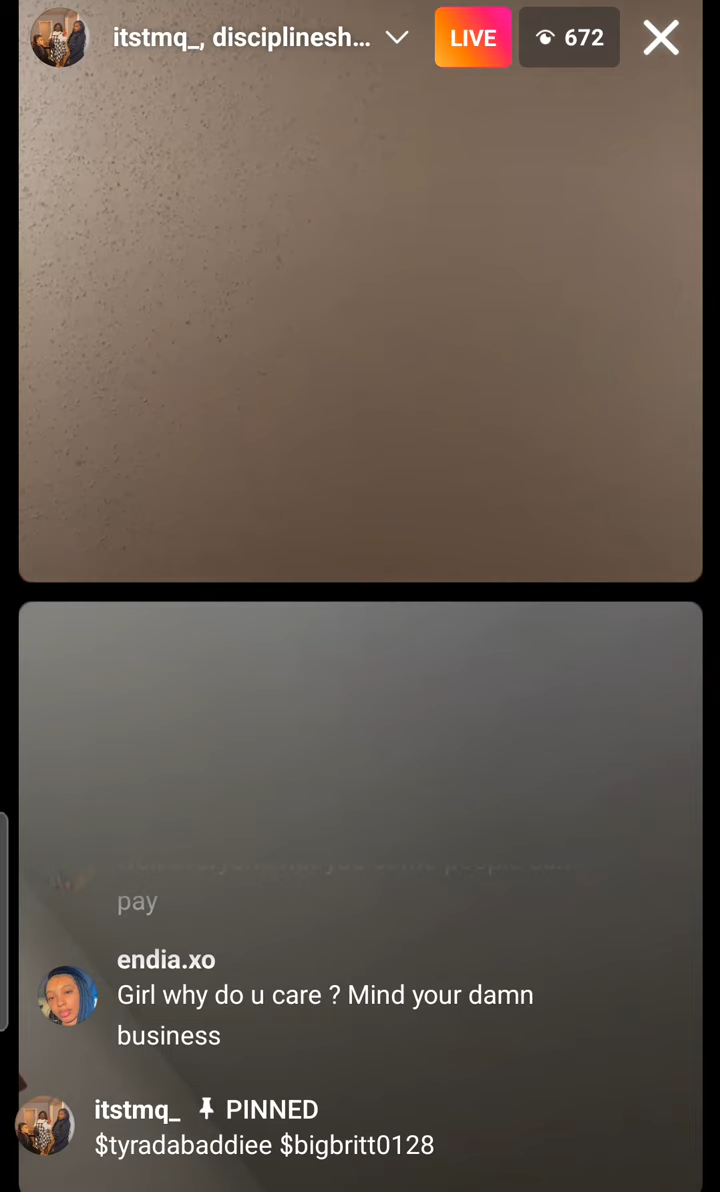 itstmq_, disciplinesh...
LIVE
672
pay
endia.xo
Girl why do u care ? Mind your damn
business
itstmq_ PINNED
$tyradabaddiee $bigbritt0128